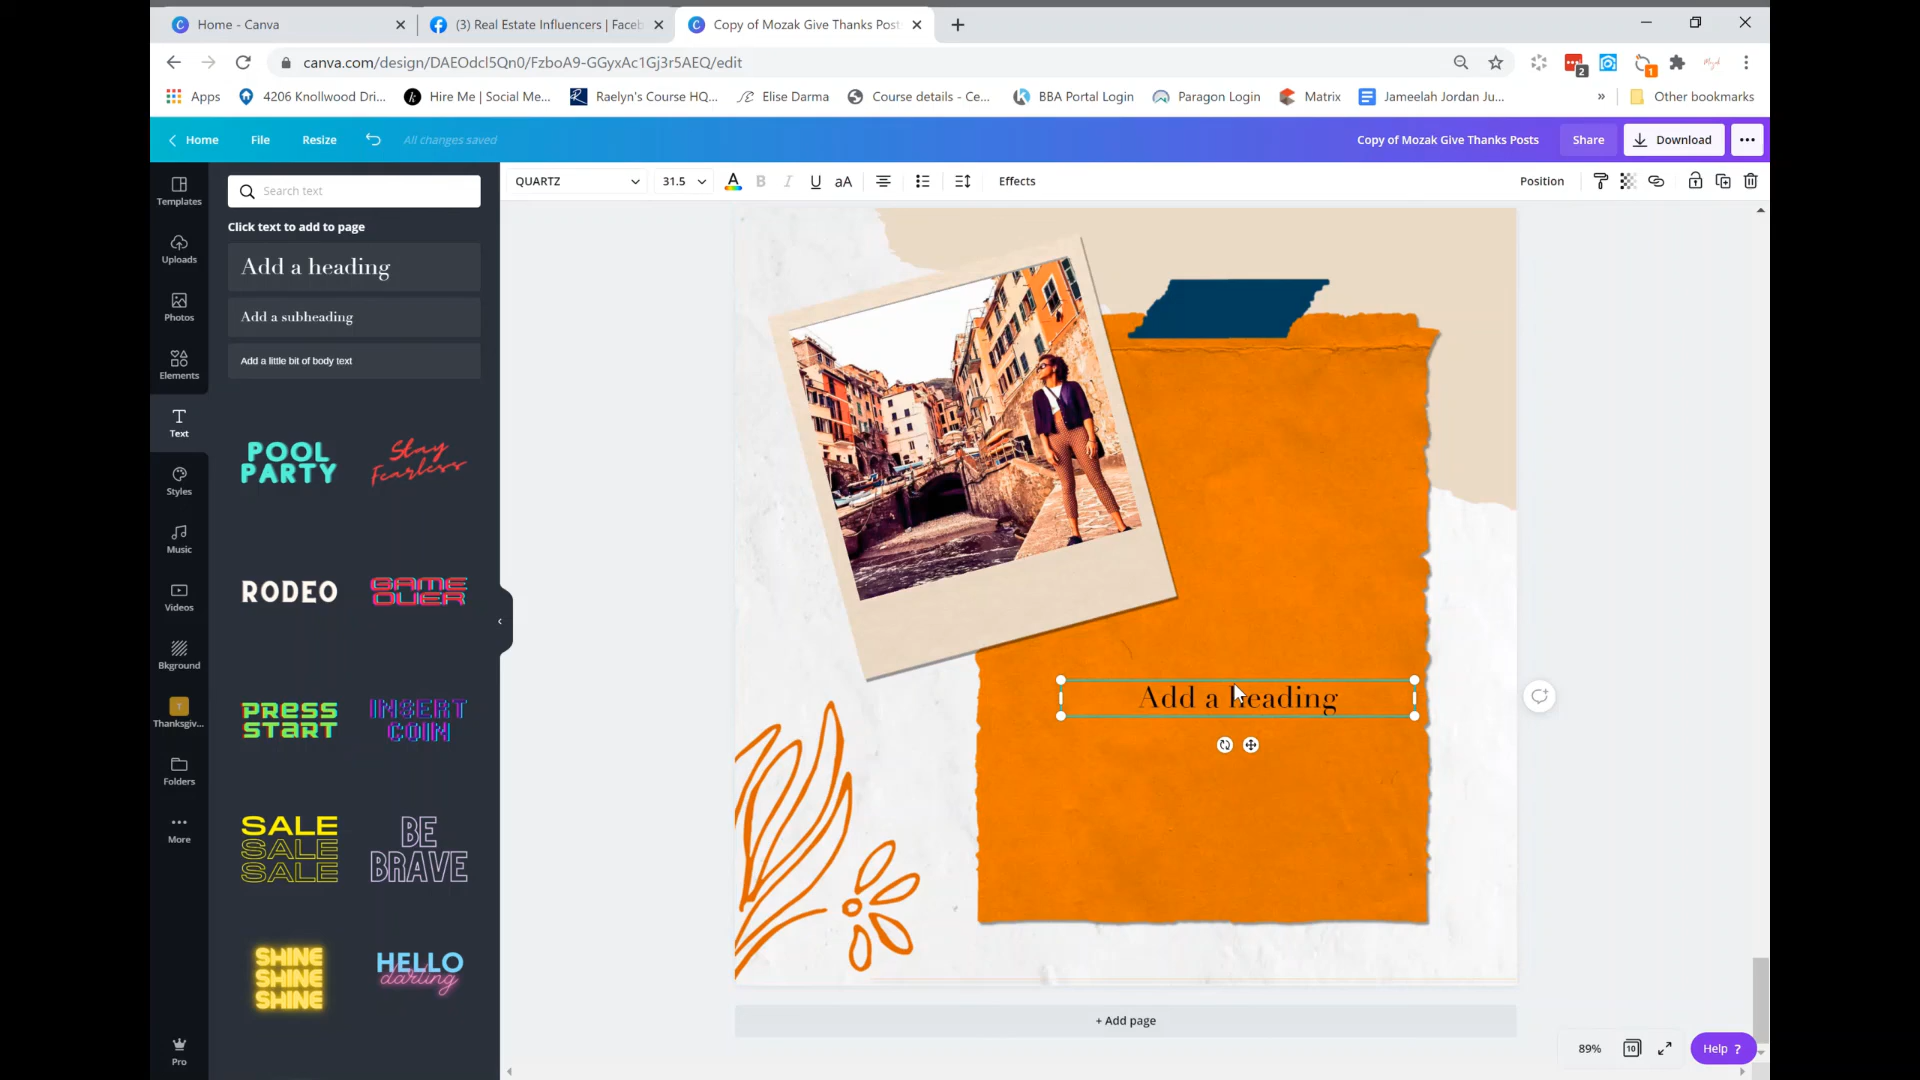 Home - Canva
(3) Real Estate Influencers | Faceb
Copy of Mozak Give Thanks Post
canva.com/design/DAEOdcl5Qn0/FzboA9-GGyxAc1Gj3r5AEQ/edit
2
1
Apps
4206 Knollwood Dri...
Hire Me | Social Me...
Raelyn's Course HQ...
Elise Darma
Course details - Ce...
BBA Portal Login
Paragon Login
Matrix
Jameelah Jordan Ju...
»
Other bookmarks
Home
File
Resize
All changes saved
Copy of Mozak Give Thanks Posts
Share
Download
QUARTZ
31.5
A
B
I
U
aA
Effects
Position
Templates
Uploads
Photos
Elements
Text
Styles
Music
Videos
Bkground
Thanksgiv...
Folders
More
Pro
Search text
Click text to add to page
Add a heading
Add a subheading
Add a little bit of body text
POOL
PARTY
Stay
Fearless
RODEO
GAME
OVER
PRESS
START
INSERT
COIN
SALE
SALE
SALE
BE
BRAVE
SHINE
SHINE
SHINE
HELLO
darling
Add a heading
+ Add page
89%
10
Help ?